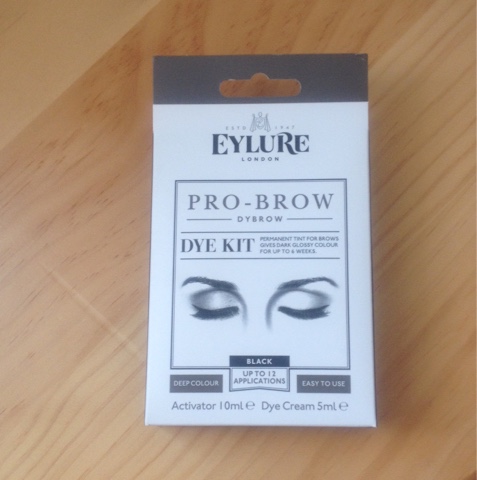 ESTD 1947
EYLURE
LONDON
PRO-BROW
DYBROW
DYE KIT
PERMANENT TINT FOR BROWS
GIVES DARK GLOSSY COLOUR
FOR UP TO 6 WEEKS.
BLACK
DEEP COLOUR
UP TO 12
APPLICATIONS
EASY TO USE
Activator 10ml ℮ Dye Cream 5ml ℮